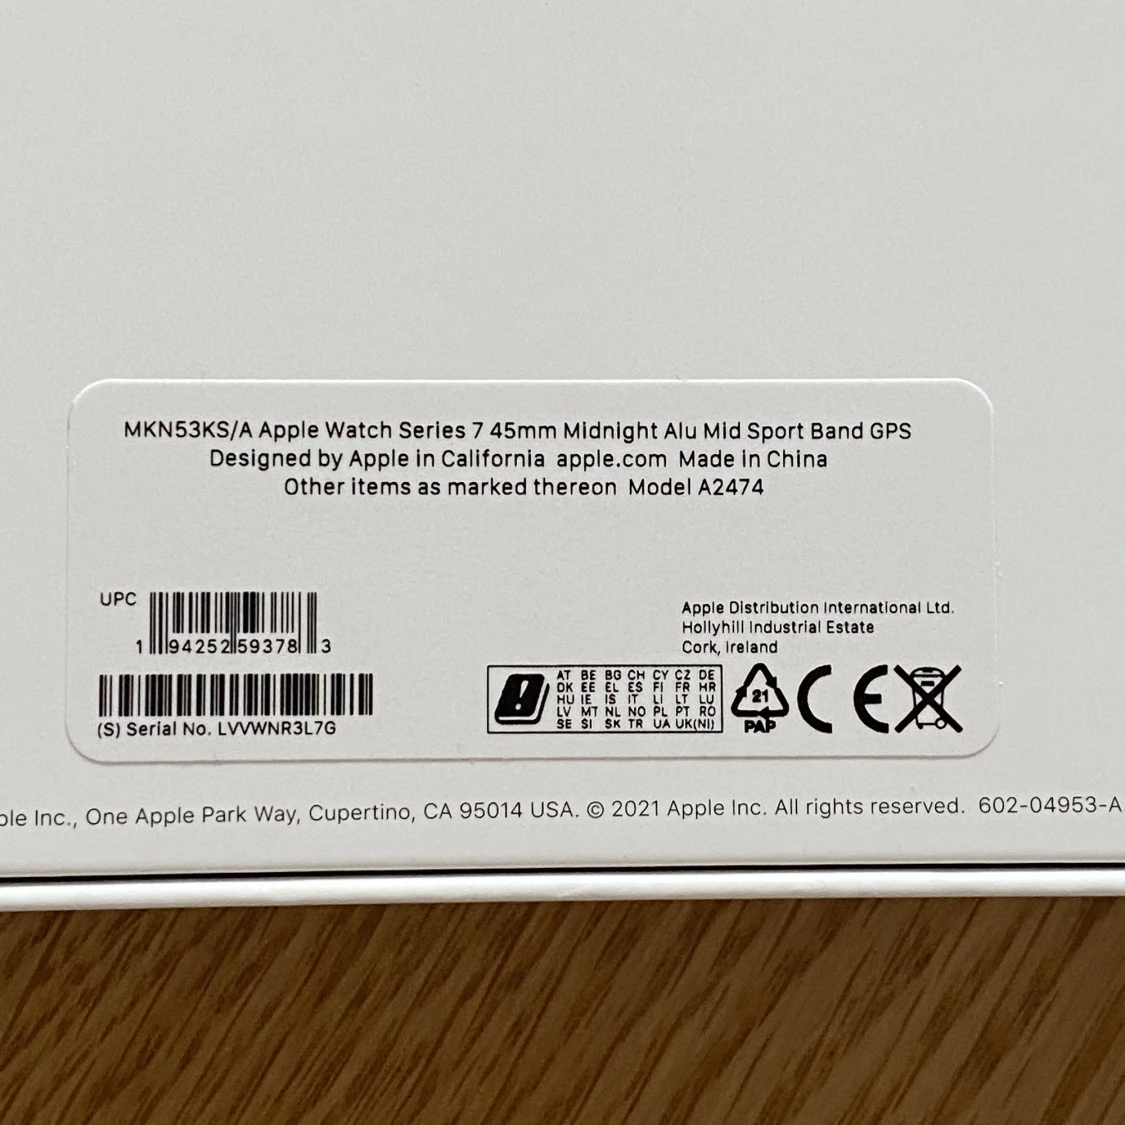 MKN53KS/A Apple Watch Series 7 45mm Midnight Alu Mid Sport Band GPS
Designed by Apple in California apple.com Made in China
Other items as marked thereon Model A2474
UPC
1 94252 59378 3
(S) Serial No. LVVWNR3L7G
Apple Distribution International Ltd.
Hollyhill Industrial Estate
Cork, Ireland
AT BE BG CH CY CZ DE
DK EE EL ES FI FR HR
HU IE IS IT LI LT LU
LV MT NL NO PL PT RO
SE SI SK TR UA UK(NI)
21
PAP
CE
ple Inc., One Apple Park Way, Cupertino, CA 95014 USA. © 2021 Apple Inc. All rights reserved. 602-04953-A